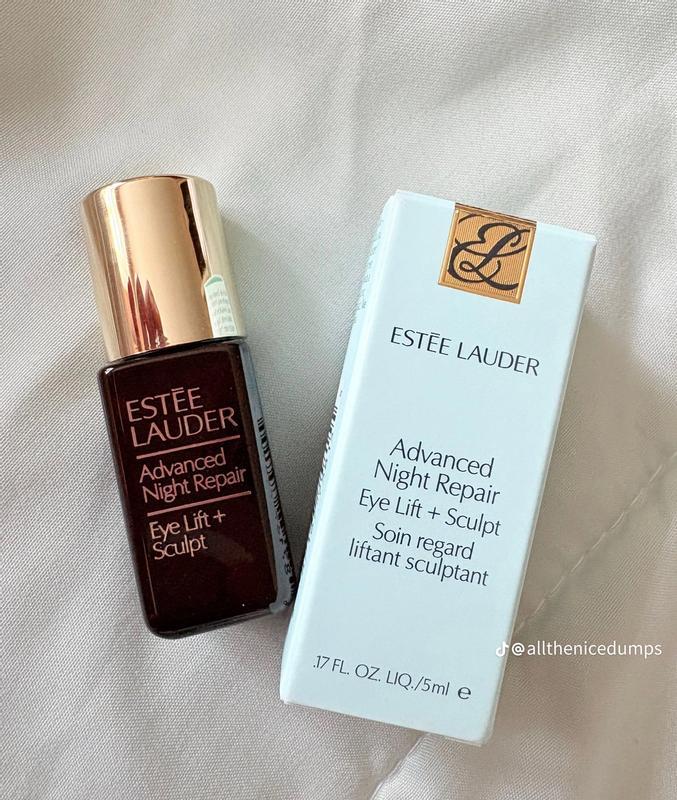 ESTĒE
LAUDER
Advanced
Night Repair
Eye Lift +
Sculpt
ESTĒE LAUDER
Advanced
Night Repair
Eye Lift + Sculpt
Soin regard
liftant sculptant
.17 FL. OZ. LIQ./5ml ℮
@allthenicedumps